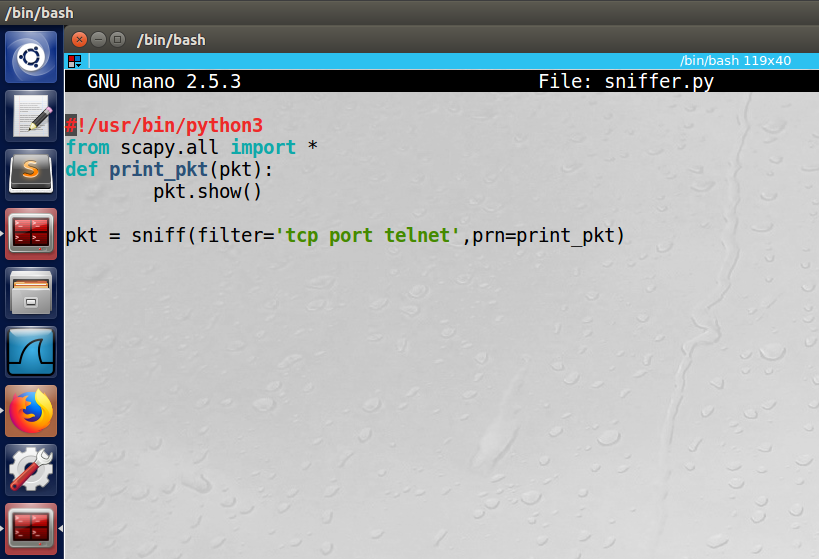 /bin/bash
/bin/bash
/bin/bash 119x40
GNU nano 2.5.3 File: sniffer.py
#!/usr/bin/python3
from scapy.all import *
def print_pkt(pkt):
        pkt.show()
pkt = sniff(filter='tcp port telnet',prn=print_pkt)